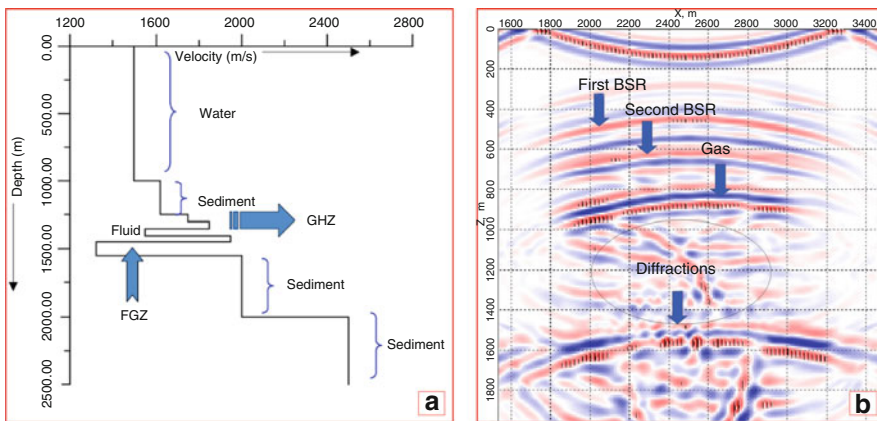 1200 1600 2000 2400 2800
Velocity (m/s)
0.00
500.00
1000.00
1500.00
2000.00
2500.00
Depth (m)
Water
Sediment
GHZ
Fluid
Sediment
FGZ
Sediment
a
X, m
1600 1800 2000 2200 2400 2600 2800 3000 3200 3400
0
200
400
600
800
1000
1200
1400
1600
1800
Z, m
First BSR
Second BSR
Gas
Diffractions
b